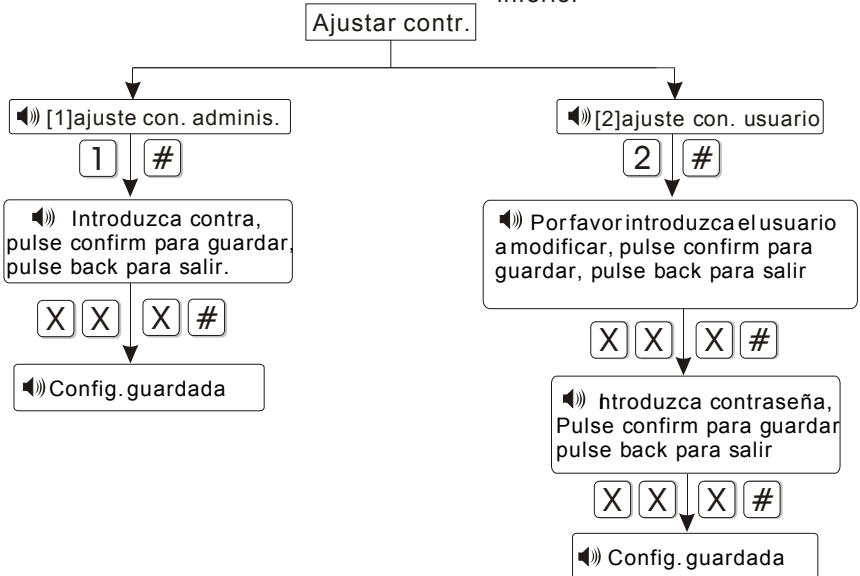 Ajustar contr.
[1]ajuste con. adminis.
1 #
Introduzca contra,
pulse confirm para guardar,
pulse back para salir.
X X X #
Config. guardada
[2]ajuste con. usuario
2 #
Por favor introduzca el usuario
a modificar, pulse confirm para
guardar, pulse back para salir
X X X #
ntroduzca contraseña,
Pulse confirm para guardar
pulse back para salir
X X X #
Config. guardada